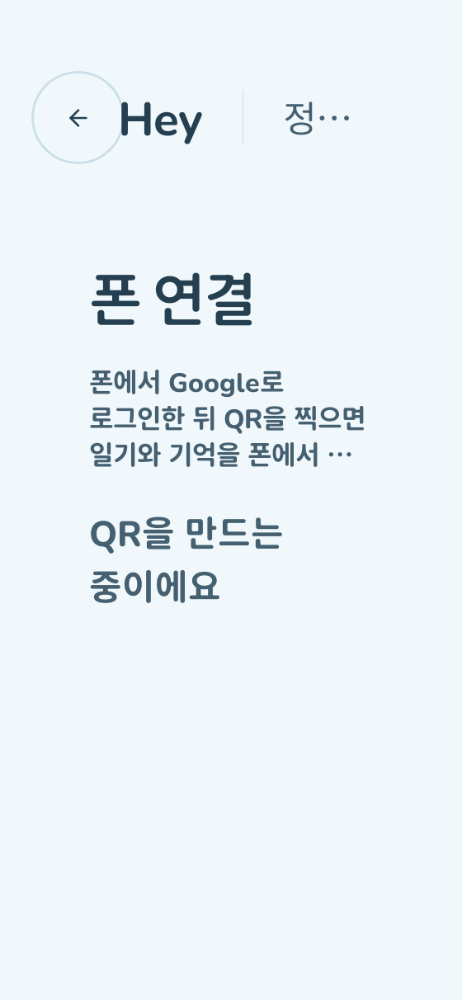 Hey 정…
폰 연결
폰에서 Google로
로그인한 뒤 QR을 찍으면
일기와 기억을 폰에서 …
QR을 만드는
중이에요